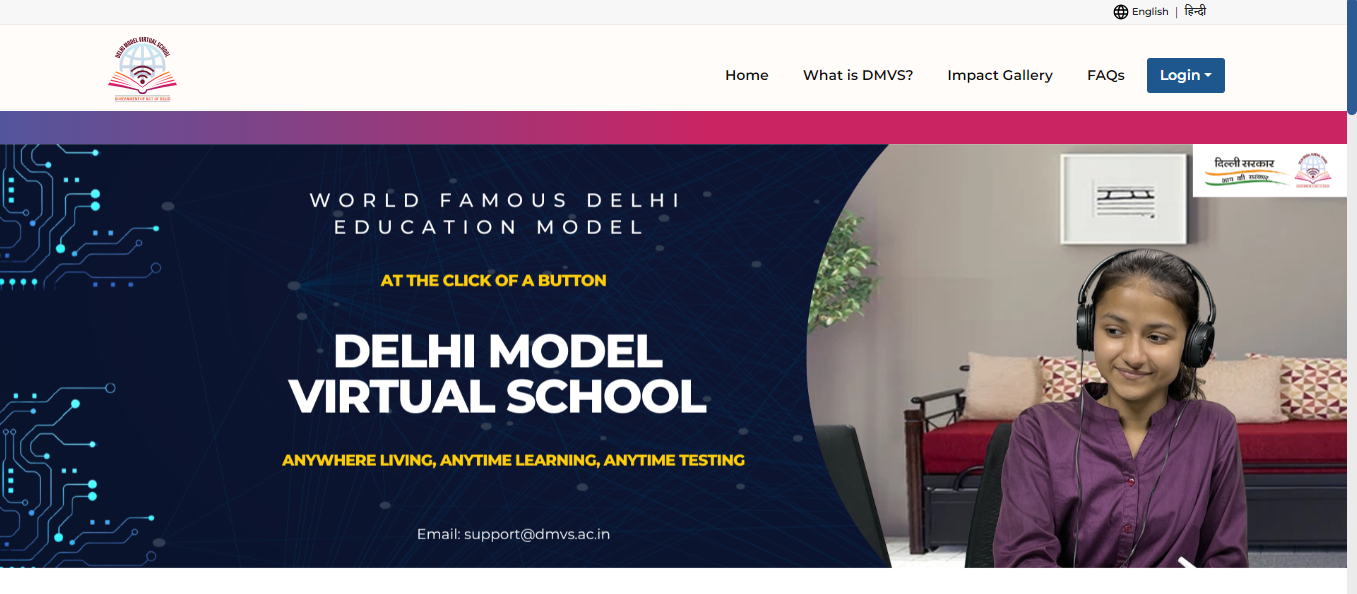 English | हिन्दी
DELHI MODEL VIRTUAL SCHOOL
GOVERNMENT OF NCT OF DELHI
Home
What is DMVS?
Impact Gallery
FAQs
Login
WORLD FAMOUS DELHI
EDUCATION MODEL
AT THE CLICK OF A BUTTON
DELHI MODEL
VIRTUAL SCHOOL
ANYWHERE LIVING, ANYTIME LEARNING, ANYTIME TESTING
Email: support@dmvs.ac.in
दिल्ली सरकार
आप की सरकार